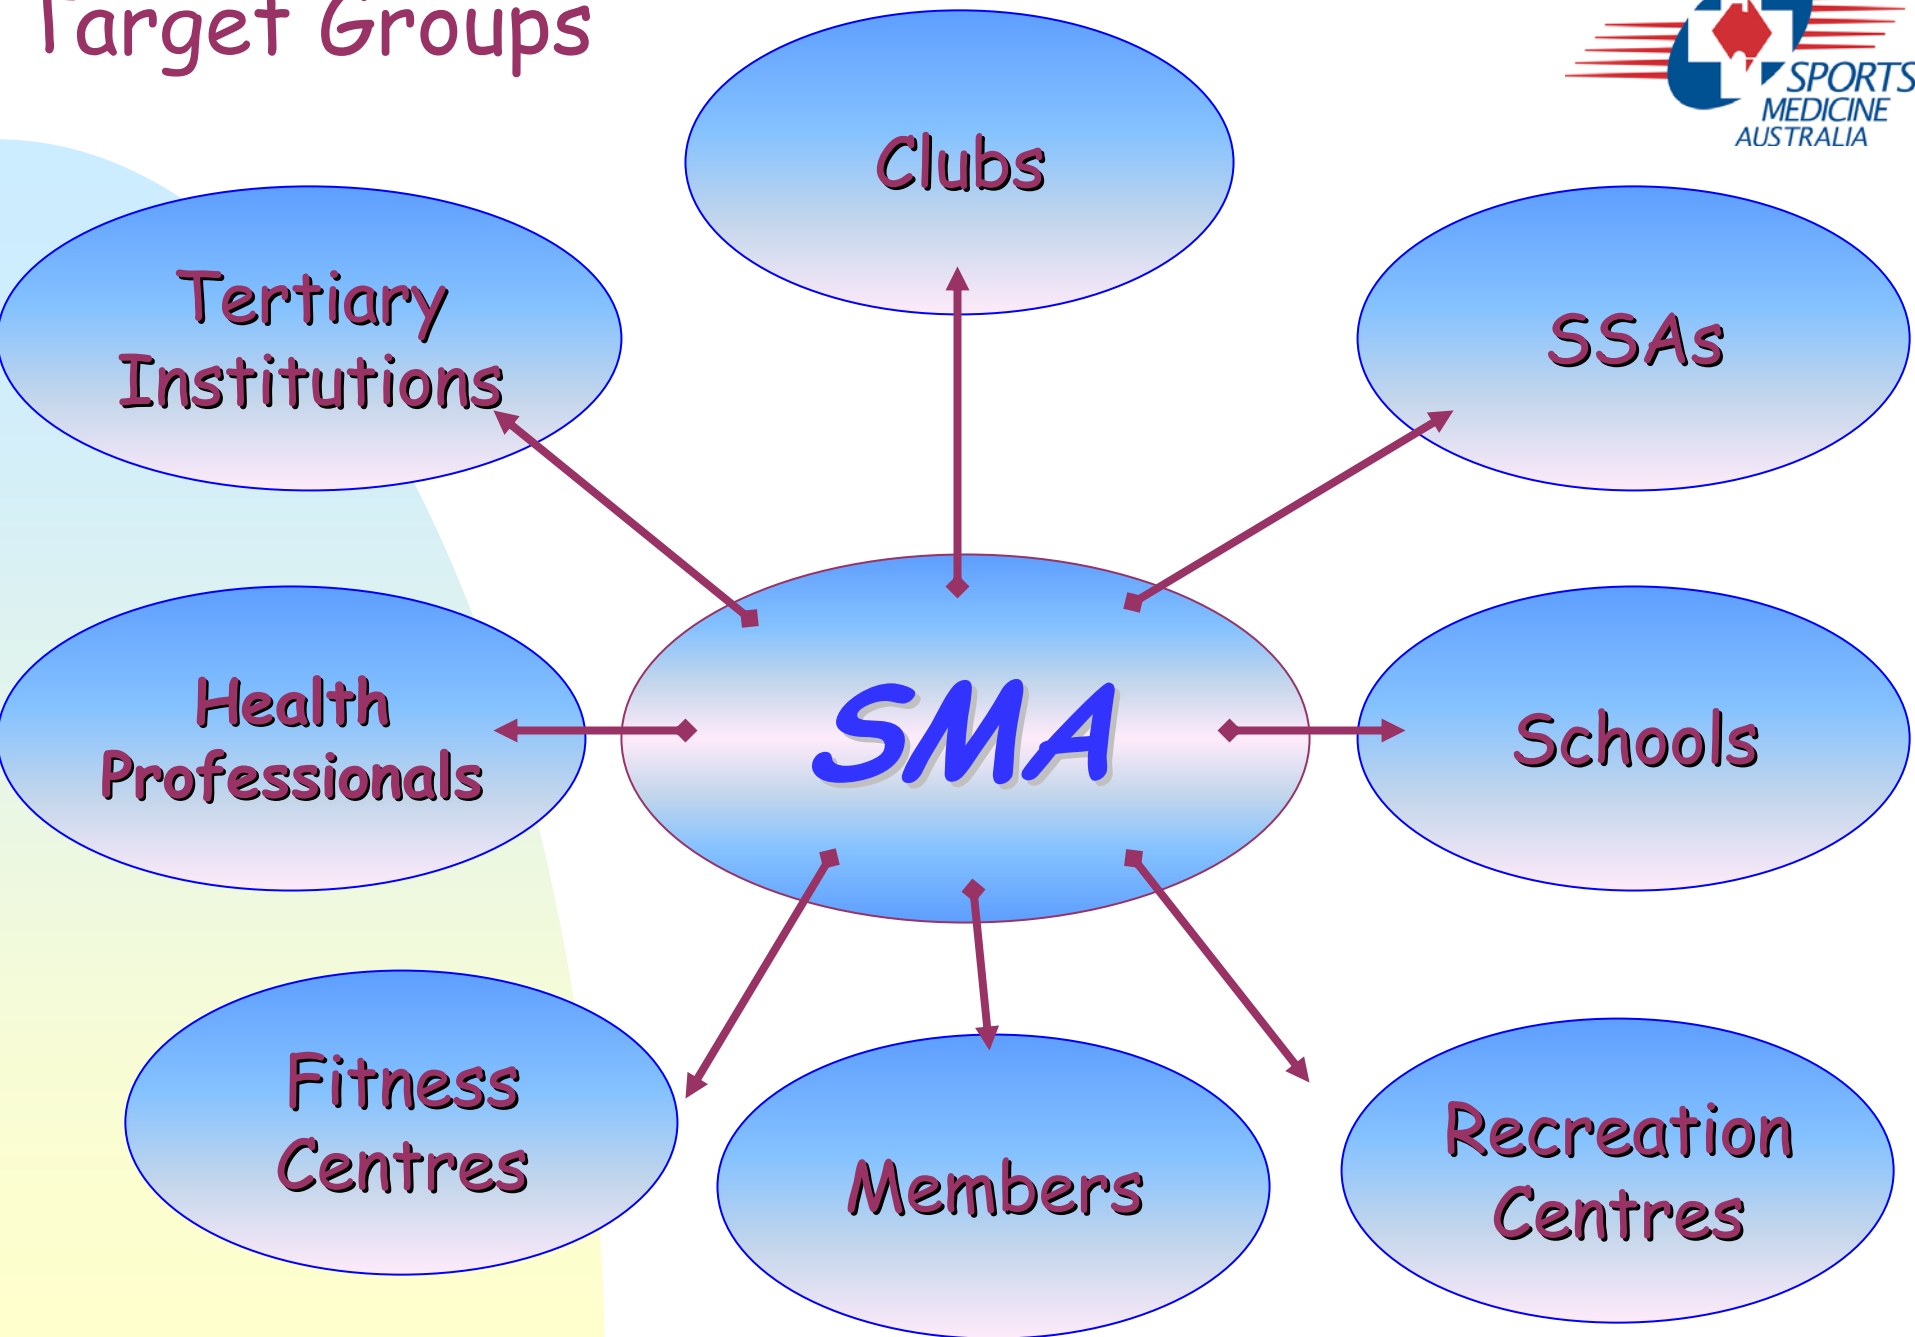 Target Groups
SPORTS
MEDICINE
AUSTRALIA
Clubs
Tertiary
Institutions
SSAs
Health
Professionals
SMA
Schools
Fitness
Centres
Members
Recreation
Centres